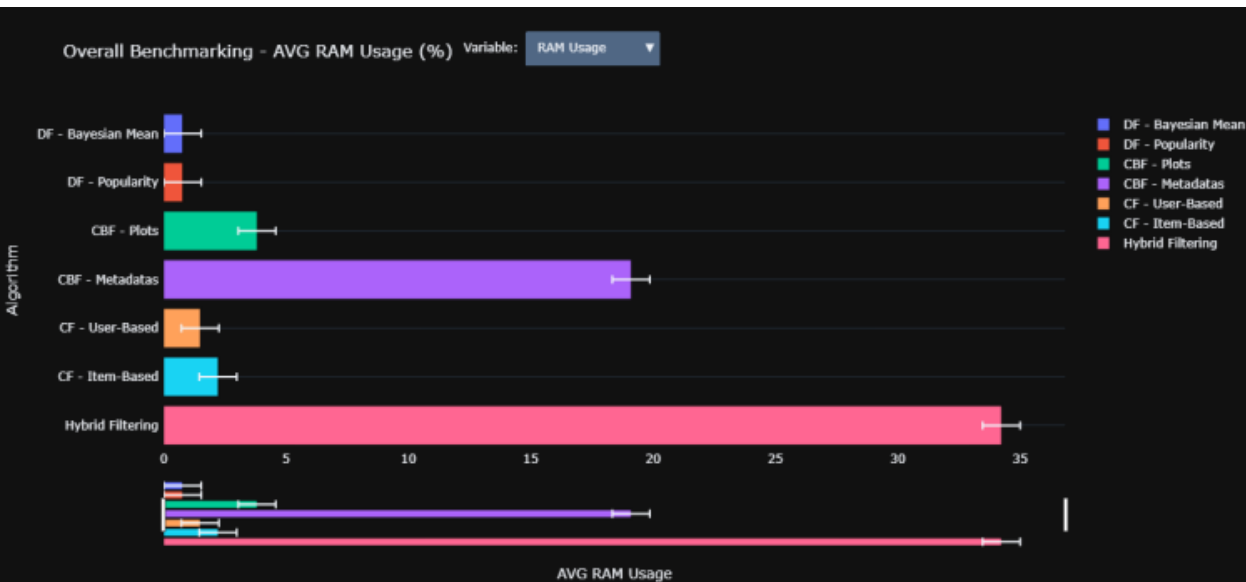 Overall Benchmarking - AVG RAM Usage (%) Variable: RAM Usage ▼
DF - Bayesian Mean
DF - Popularity
CBF - Plots
CBF - Metadatas
CF - User-Based
CF - Item-Based
Hybrid Filtering
Algorithm
0 5 10 15 20 25 30 35
AVG RAM Usage
DF - Bayesian Mean
DF - Popularity
CBF - Plots
CBF - Metadatas
CF - User-Based
CF - Item-Based
Hybrid Filtering